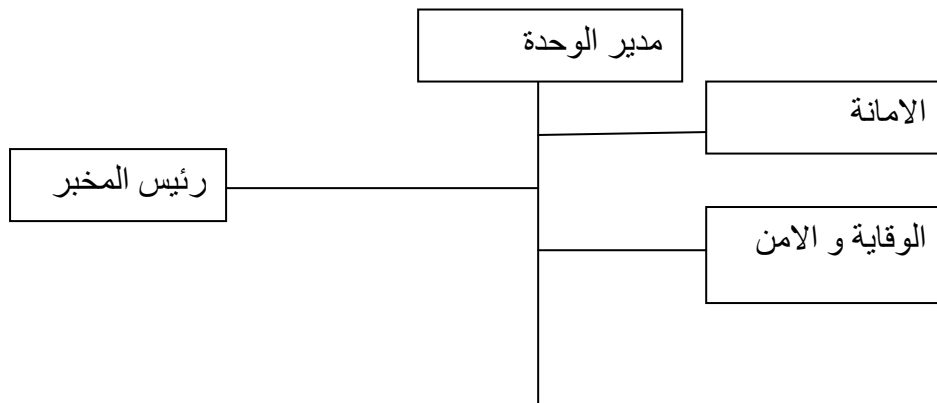 مدير الوحدة
الامانة
رئيس المخبر
الوقاية و الامن